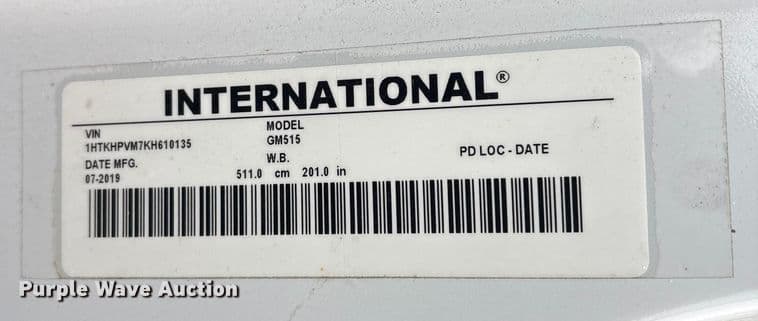 INTERNATIONAL®
VIN
1HTKHPVM7KH610135
MODEL
GM515
DATE MFG.
07-2019
W.B.
511.0 cm 201.0 in
PD LOC - DATE
Purple Wave Auction